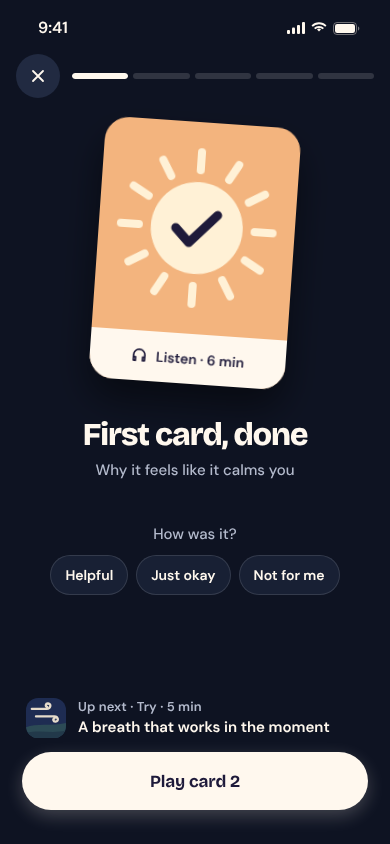 9:41
Listen · 6 min
First card, done
Why it feels like it calms you
How was it?
Helpful
Just okay
Not for me
Up next · Try · 5 min
A breath that works in the moment
Play card 2